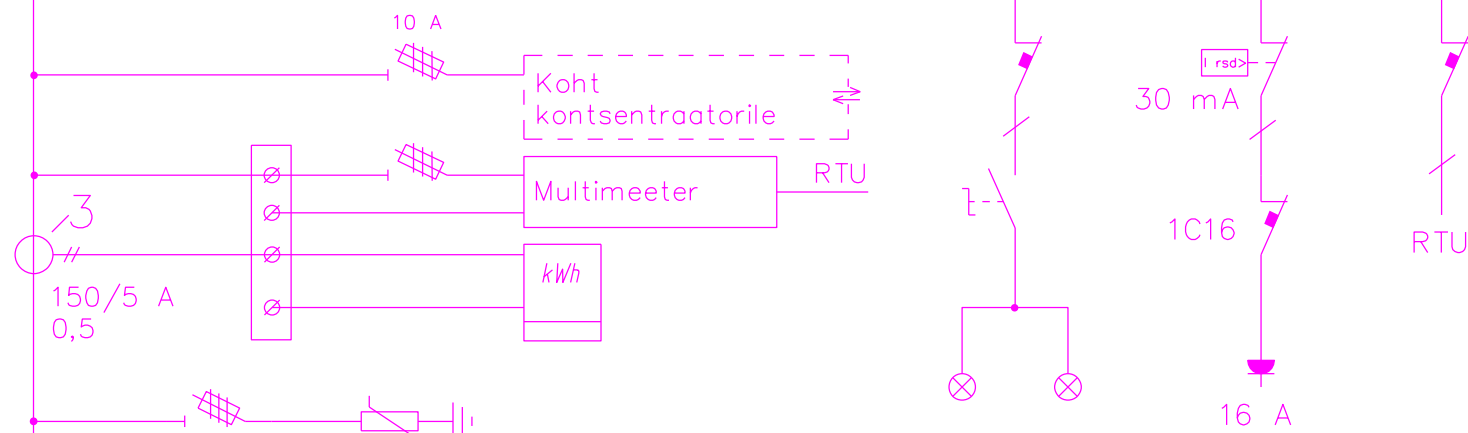 10 A
Koht
kontsentraatorile
I rsd>
30 mA
Multimeeter
RTU
3
1C16
RTU
kWh
150/5 A
0,5
16 A